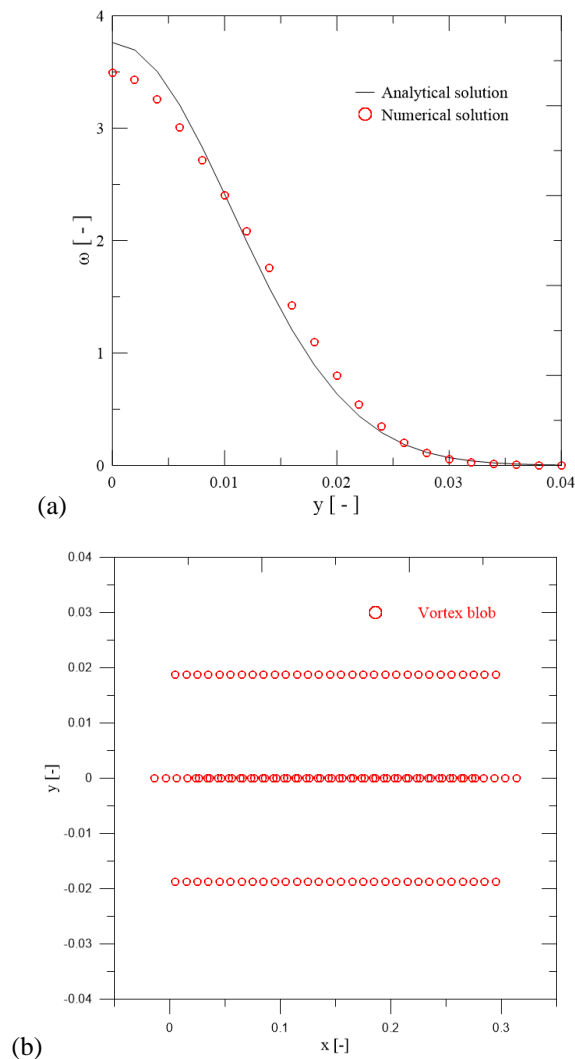 4
Analytical solution
Numerical solution
3
ω [ - ]
2
1
0
0 0.01 0.02 0.03 0.04
y [ - ]
(a)
0.04
0.03
Vortex blob
0.02
0.01
y [-]
0
-0.01
-0.02
-0.03
-0.04
0 0.1 0.2 0.3
x [-]
(b)